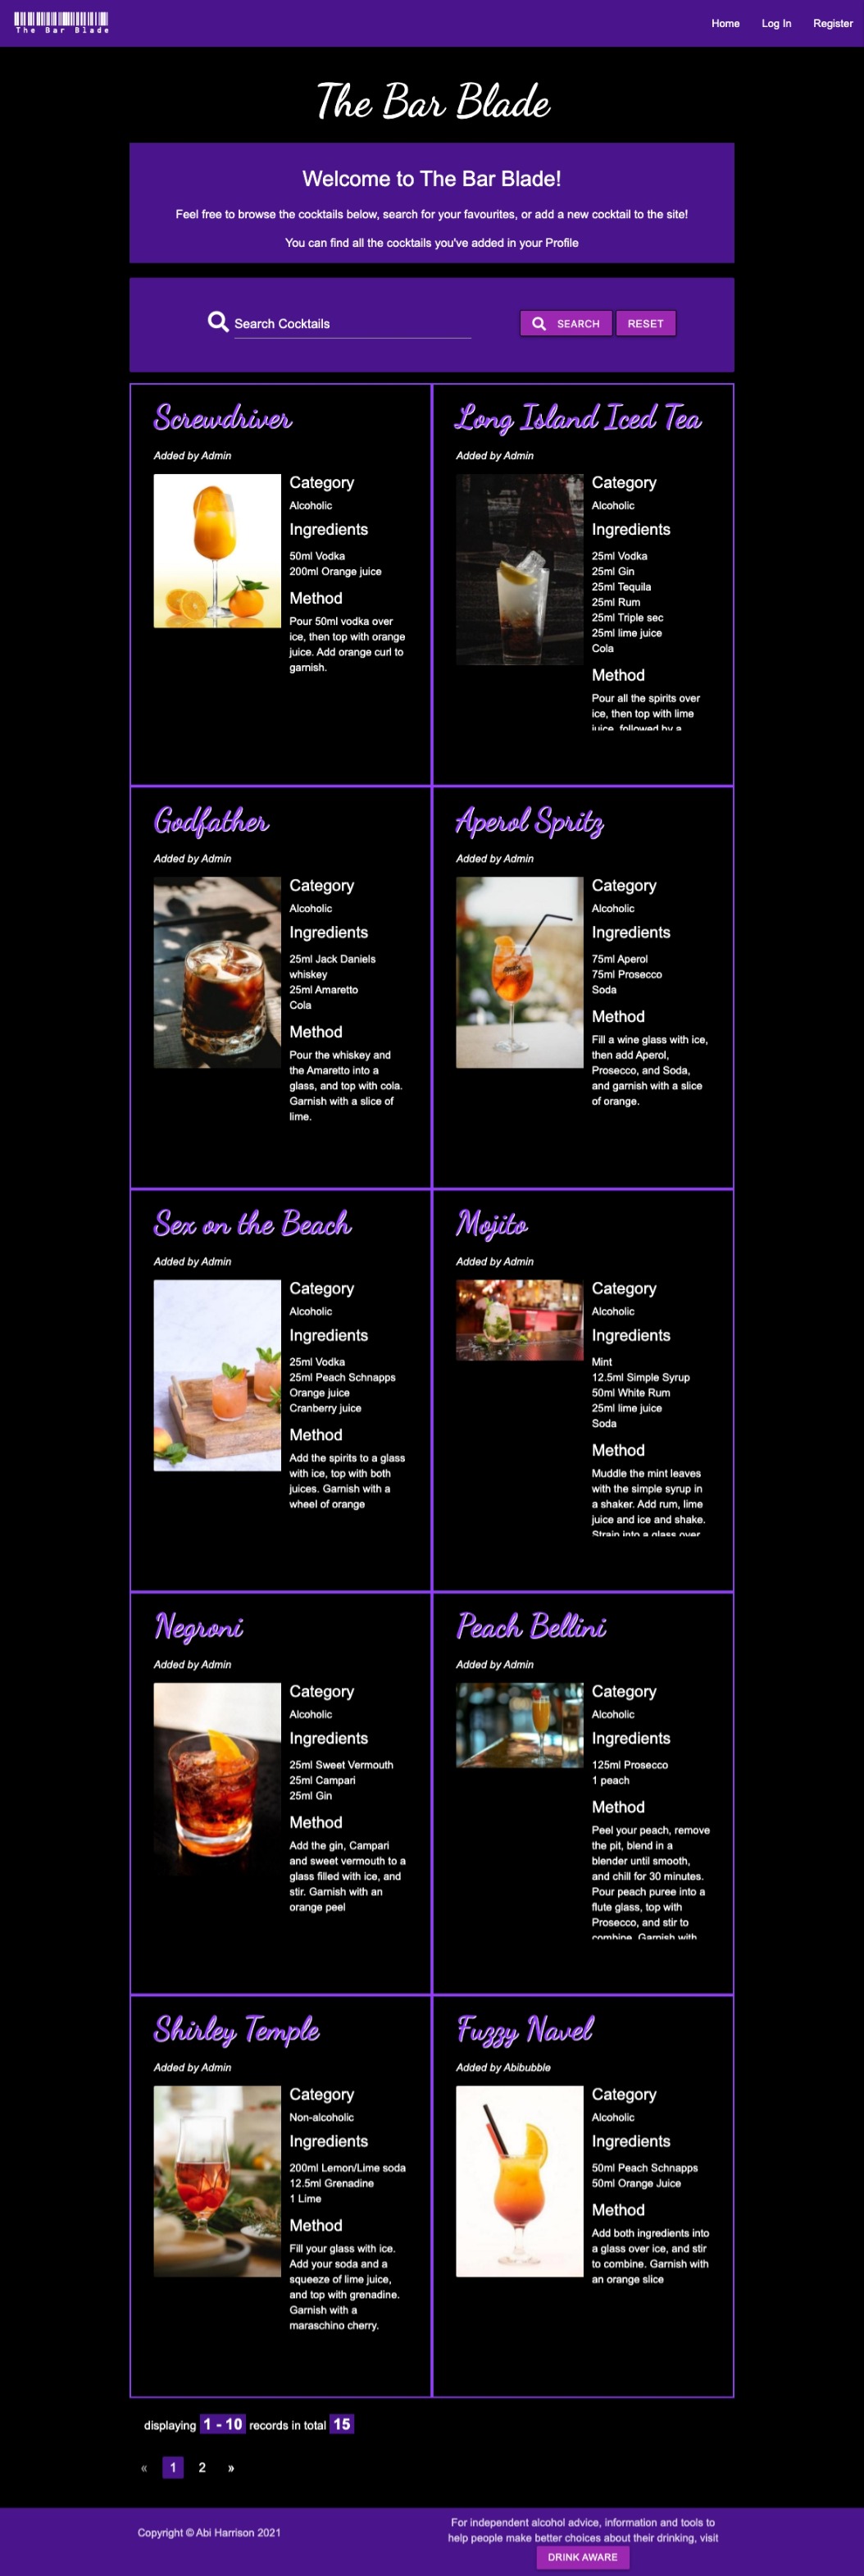 The Bar Blade
Home Log In Register
The Bar Blade
Welcome to The Bar Blade!
Feel free to browse the cocktails below, search for your favourites, or add a new cocktail to the site!
You can find all the cocktails you've added in your Profile
Search Cocktails
SEARCH RESET
Screwdriver
Added by Admin
Category
Alcoholic
Ingredients
50ml Vodka
200ml Orange juice
Method
Pour 50ml vodka over
ice, then top with orange
juice. Add orange curl to
garnish.
Long Island Iced Tea
Added by Admin
Category
Alcoholic
Ingredients
25ml Vodka
25ml Gin
25ml Tequila
25ml Rum
25ml Triple sec
25ml lime juice
Cola
Method
Pour all the spirits over
ice, then top with lime
juice, followed by a
Godfather
Added by Admin
Category
Alcoholic
Ingredients
25ml Jack Daniels
whiskey
25ml Amaretto
Cola
Method
Pour the whiskey and
the Amaretto into a
glass, and top with cola.
Garnish with a slice of
lime.
Aperol Spritz
Added by Admin
Category
Alcoholic
Ingredients
75ml Aperol
75ml Prosecco
Soda
Method
Fill a wine glass with ice,
then add Aperol,
Prosecco, and Soda,
and garnish with a slice
of orange.
Sex on the Beach
Added by Admin
Category
Alcoholic
Ingredients
25ml Vodka
25ml Peach Schnapps
Orange juice
Cranberry juice
Method
Add the spirits to a glass
with ice, top with both
juices. Garnish with a
wheel of orange
Mojito
Added by Admin
Category
Alcoholic
Ingredients
Mint
12.5ml Simple Syrup
50ml White Rum
25ml lime juice
Soda
Method
Muddle the mint leaves
with the simple syrup in
a shaker. Add rum, lime
juice and ice and shake.
Strain into a glass over
Negroni
Added by Admin
Category
Alcoholic
Ingredients
25ml Sweet Vermouth
25ml Campari
25ml Gin
Method
Add the gin, Campari
and sweet vermouth to a
glass filled with ice, and
stir. Garnish with an
orange peel
Peach Bellini
Added by Admin
Category
Alcoholic
Ingredients
125ml Prosecco
1 peach
Method
Peel your peach, remove
the pit, blend in a
blender until smooth,
and chill for 30 minutes.
Pour peach puree into a
flute glass, top with
Prosecco, and stir to
combine. Garnish with
Shirley Temple
Added by Admin
Category
Non-alcoholic
Ingredients
200ml Lemon/Lime soda
12.5ml Grenadine
1 Lime
Method
Fill your glass with ice.
Add your soda and a
squeeze of lime juice,
and top with grenadine.
Garnish with a
maraschino cherry.
Fuzzy Navel
Added by Abibubble
Category
Alcoholic
Ingredients
50ml Peach Schnapps
50ml Orange Juice
Method
Add both ingredients into
a glass over ice, and stir
to combine. Garnish with
an orange slice
displaying 1 - 10 records in total 15
« 1 2 »
Copyright © Abi Harrison 2021
For independent alcohol advice, information and tools to
help people make better choices about their drinking, visit
DRINK AWARE